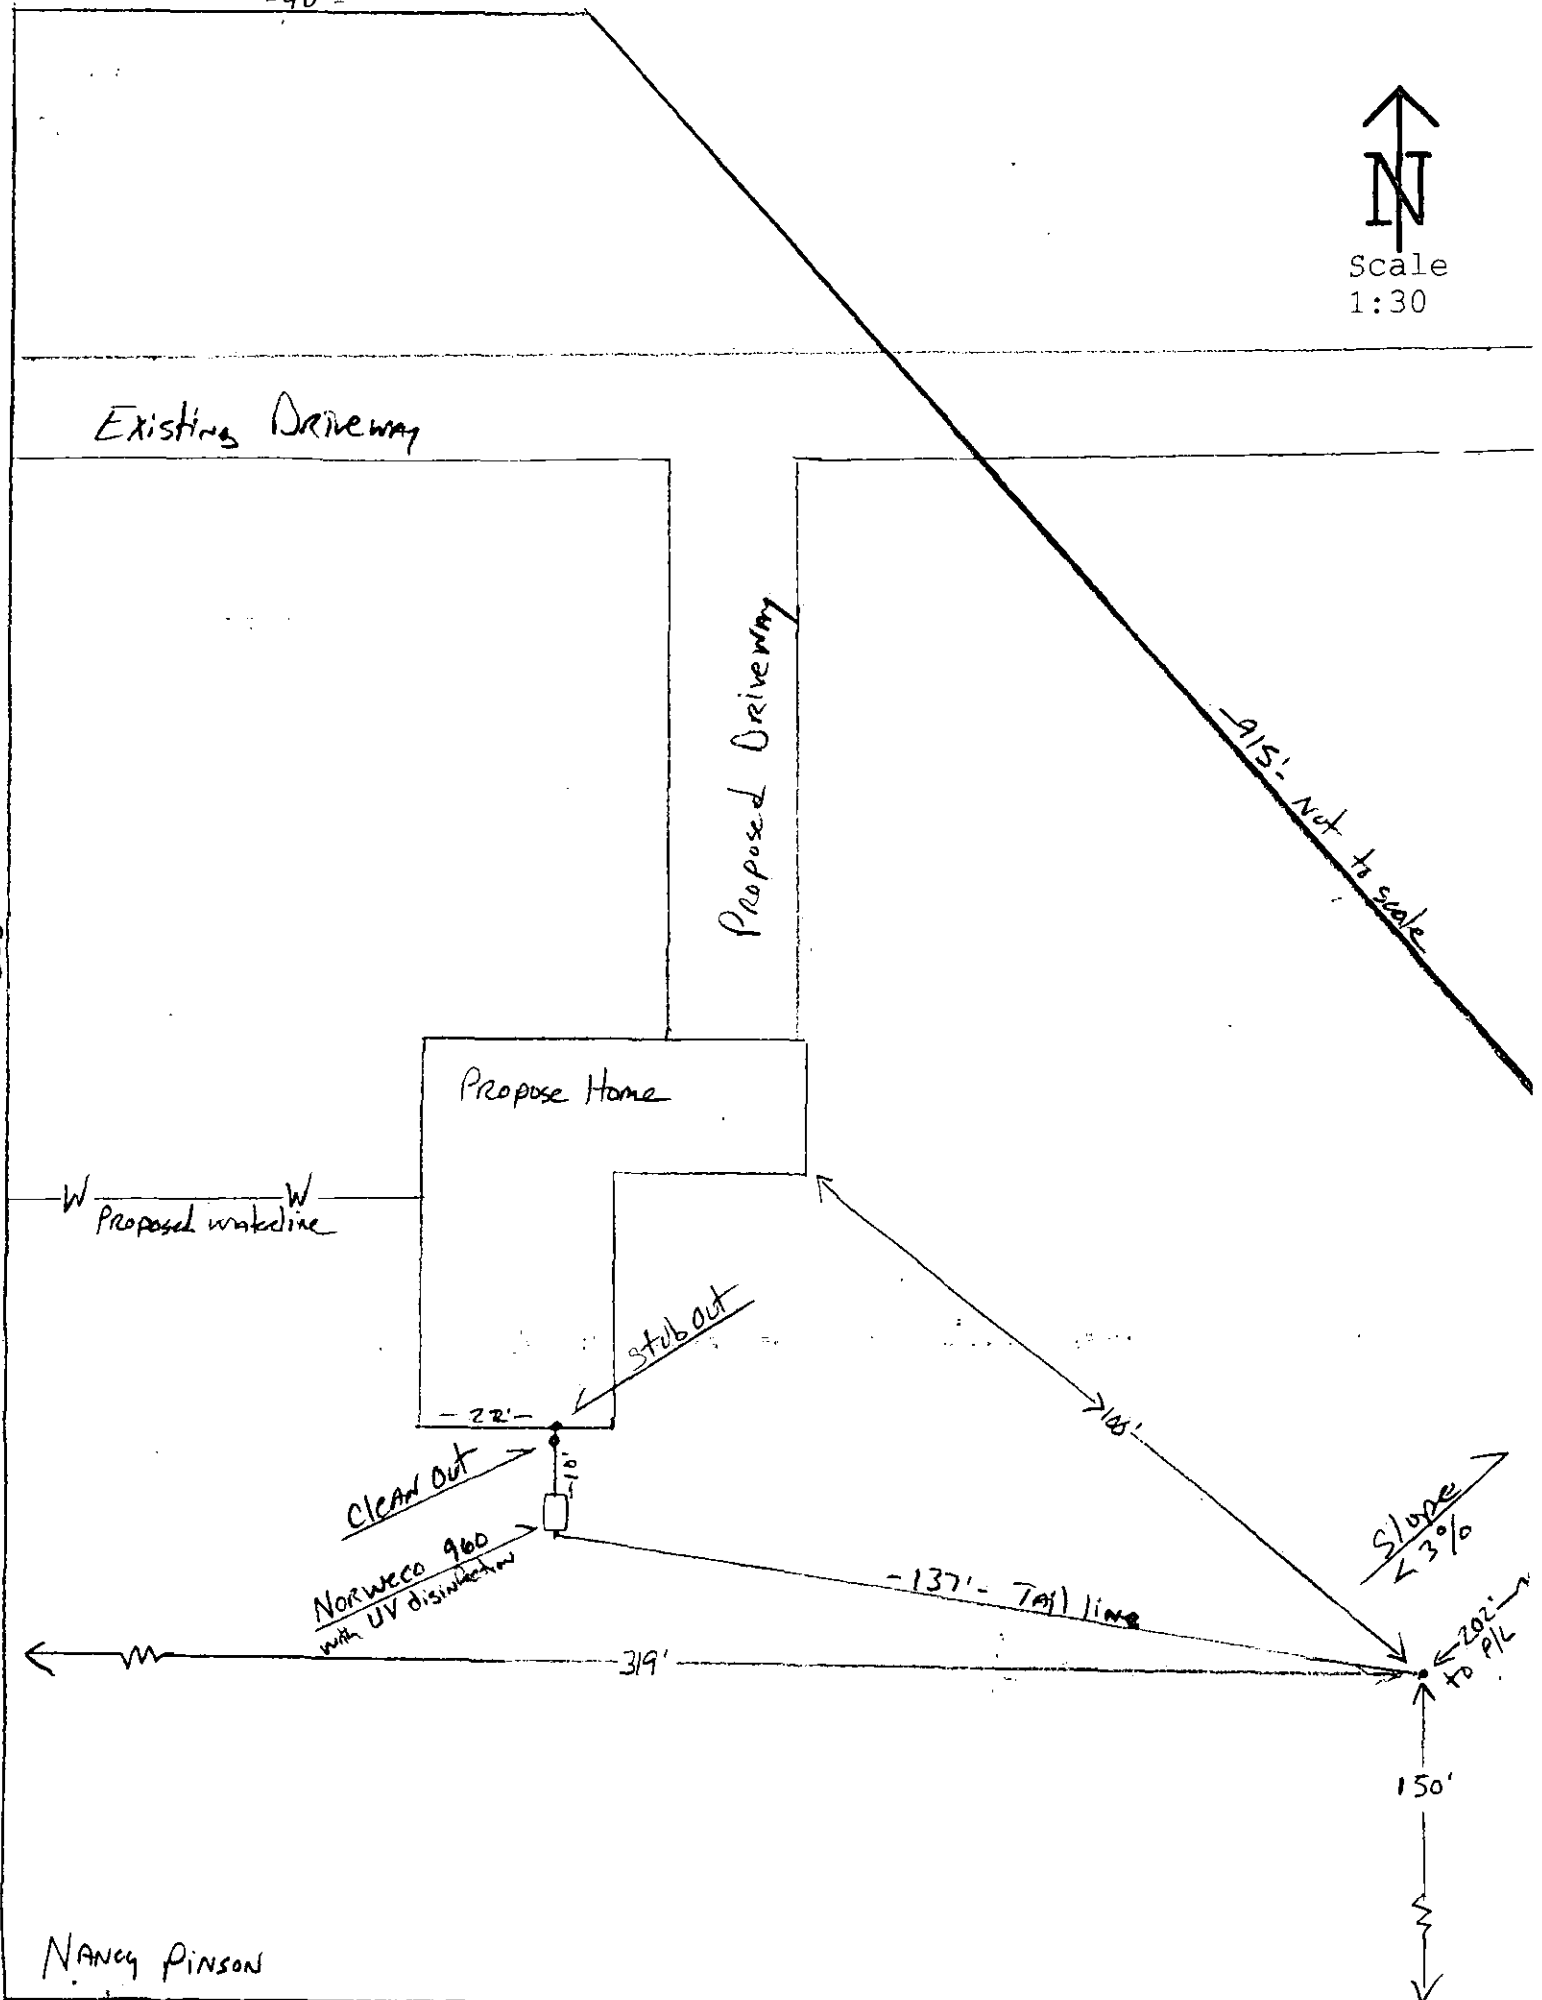 N
Scale
1:30
Existing Driveway
Proposed Driveway
-915'- Not to scale
Propose Home
W W
Proposed waterline
Stub Out
-22'-
Clean Out
-10'
Norweco 960
with UV disinfection
Slope
<3%
-137'- Tail line
-202'
to P/L
319'
150'
Nancy Pinson